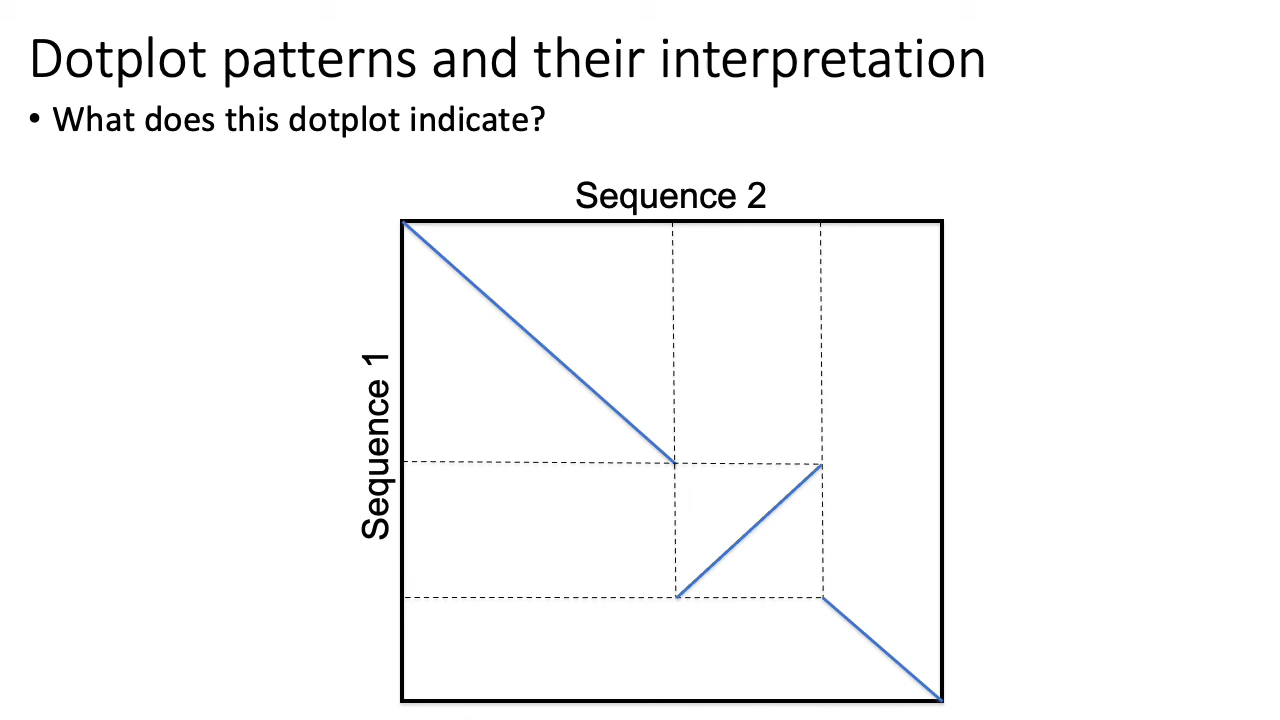 Dotplot patterns and their interpretation
• What does this dotplot indicate?
Sequence 2
Sequence 1